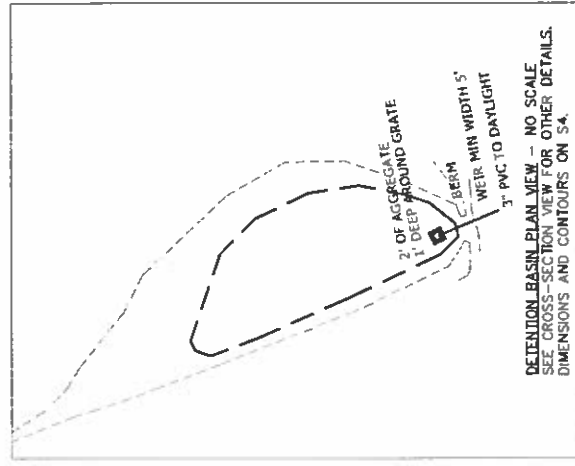 2' OF AGGREGATE
1' DEEP AROUND GRATE
BERM
WEIR MIN WIDTH 5'
3" PVC TO DAYLIGHT
DETENTION BASIN PLAN VIEW - NO SCALE
SEE CROSS-SECTION VIEW FOR OTHER DETAILS.
DIMENSIONS AND CONTOURS ON S4.